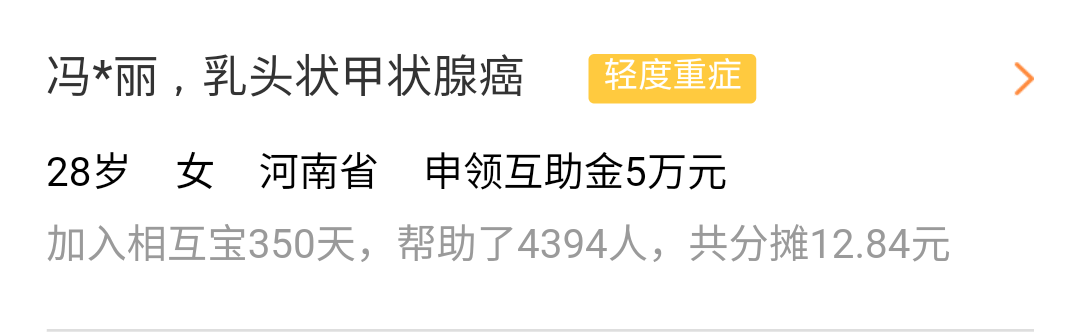 冯*丽，乳头状甲状腺癌 轻度重症
28岁 女 河南省 申领互助金5万元
加入相互宝350天，帮助了4394人，共分摊12.84元